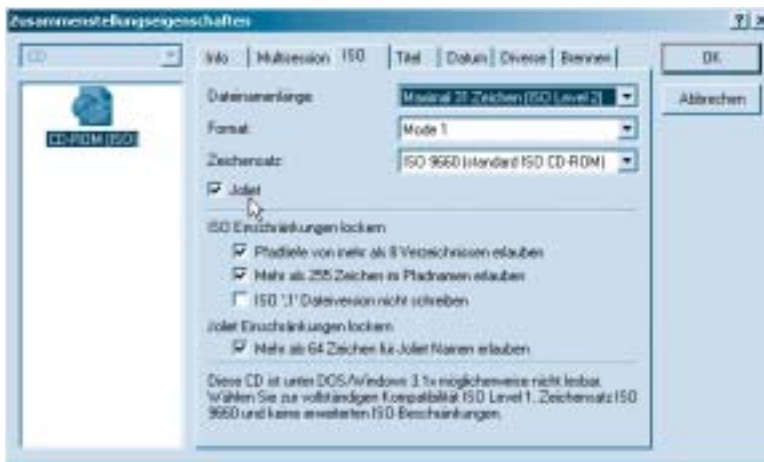 Zusammenstellungseigenschaften
CD
CD-ROM (ISO)
Info Multisession ISO Titel Datum Diverse Brennen
Dateinamenlänge:
Maximal 31 Zeichen (ISO Level 2)
Format:
Mode 1
Zeichensatz:
ISO 9660 (standard ISO CD-ROM)
Joliet
ISO Einschränkungen lockern
Pfadtiefe von mehr als 8 Verzeichnissen erlauben
Mehr als 255 Zeichen im Pfadnamen erlauben
ISO ';1' Dateiversion nicht schreiben
Joliet Einschränkungen lockern
Mehr als 64 Zeichen für Joliet Namen erlauben
Diese CD ist unter DOS/Windows 3.1x möglicherweise nicht lesbar.
Wählen Sie zur vollständigen Kompatibilität ISO Level 1, Zeichensatz ISO
9660 und keine erweiterten ISO-Beschränkungen.
OK
Abbrechen